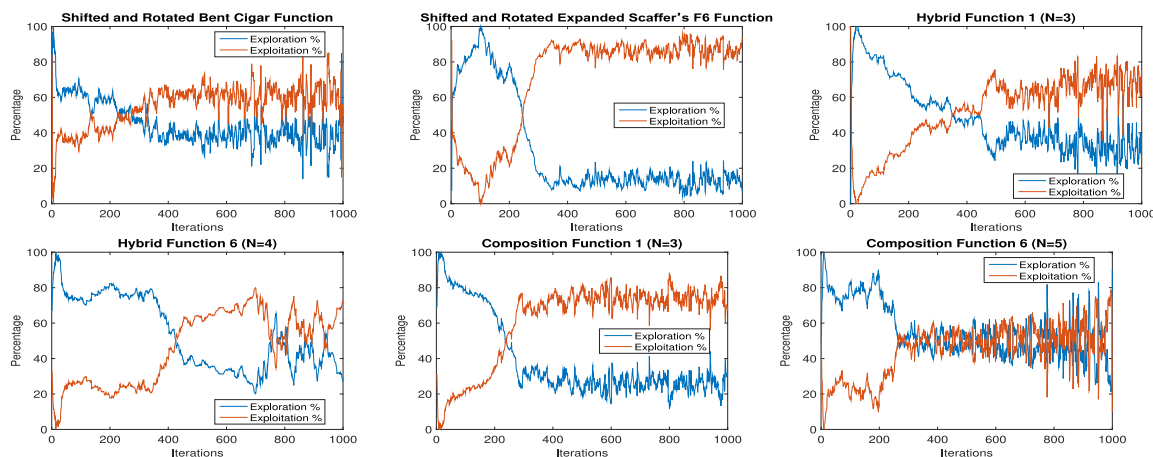 Shifted and Rotated Bent Cigar Function
Percentage
100
80
60
40
20
0
Exploration %
Exploitation %
0 200 400 600 800 1000
Iterations
Shifted and Rotated Expanded Scaffer's F6 Function
Percentage
100
80
60
40
20
0
Exploration %
Exploitation %
0 200 400 600 800 1000
Iterations
Hybrid Function 1 (N=3)
Percentage
100
80
60
40
20
0
Exploration %
Exploitation %
0 200 400 600 800 1000
Iterations
Hybrid Function 6 (N=4)
Percentage
100
80
60
40
20
0
Exploration %
Exploitation %
0 200 400 600 800 1000
Iterations
Composition Function 1 (N=3)
Percentage
100
80
60
40
20
0
Exploration %
Exploitation %
0 200 400 600 800 1000
Iterations
Composition Function 6 (N=5)
Percentage
100
80
60
40
20
0
Exploration %
Exploitation %
0 200 400 600 800 1000
Iterations